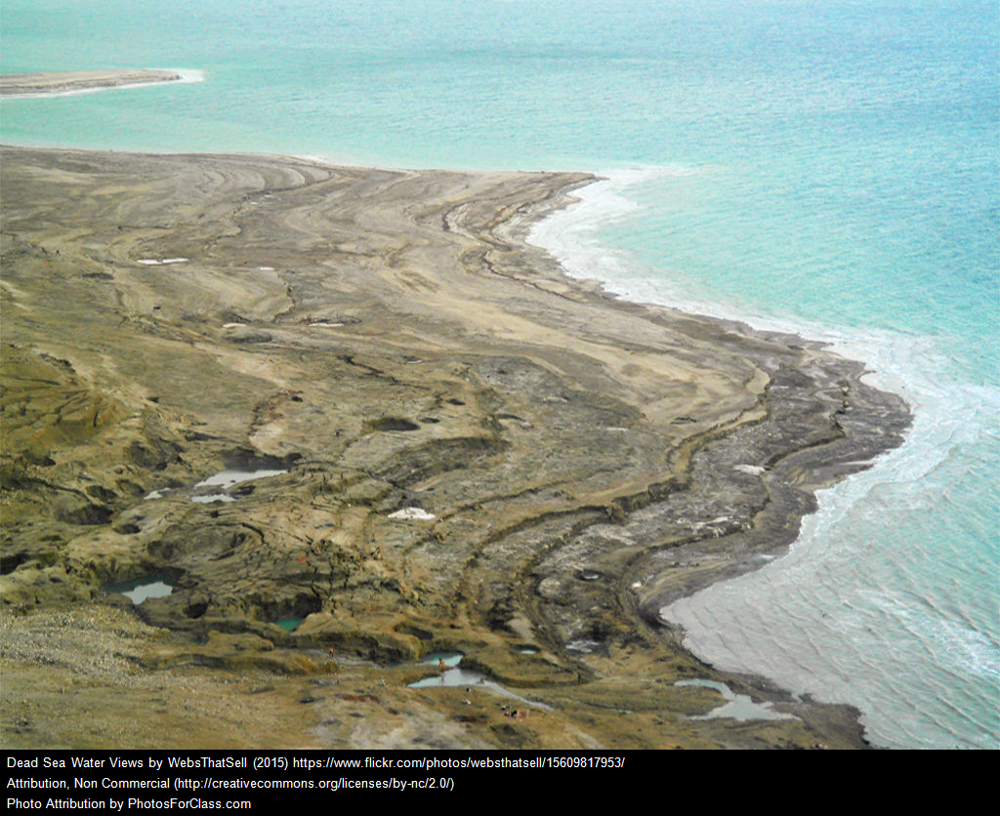 Dead Sea Water Views by WebsThatSell (2015) https://www.flickr.com/photos/websthatsell/15609817953/
Attribution, Non Commercial (http://creativecommons.org/licenses/by-nc/2.0/)
Photo Attribution by PhotosForClass.com